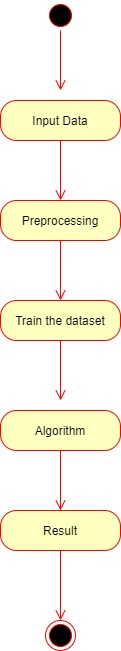 Input Data
Preprocessing
Train the dataset
Algorithm
Result